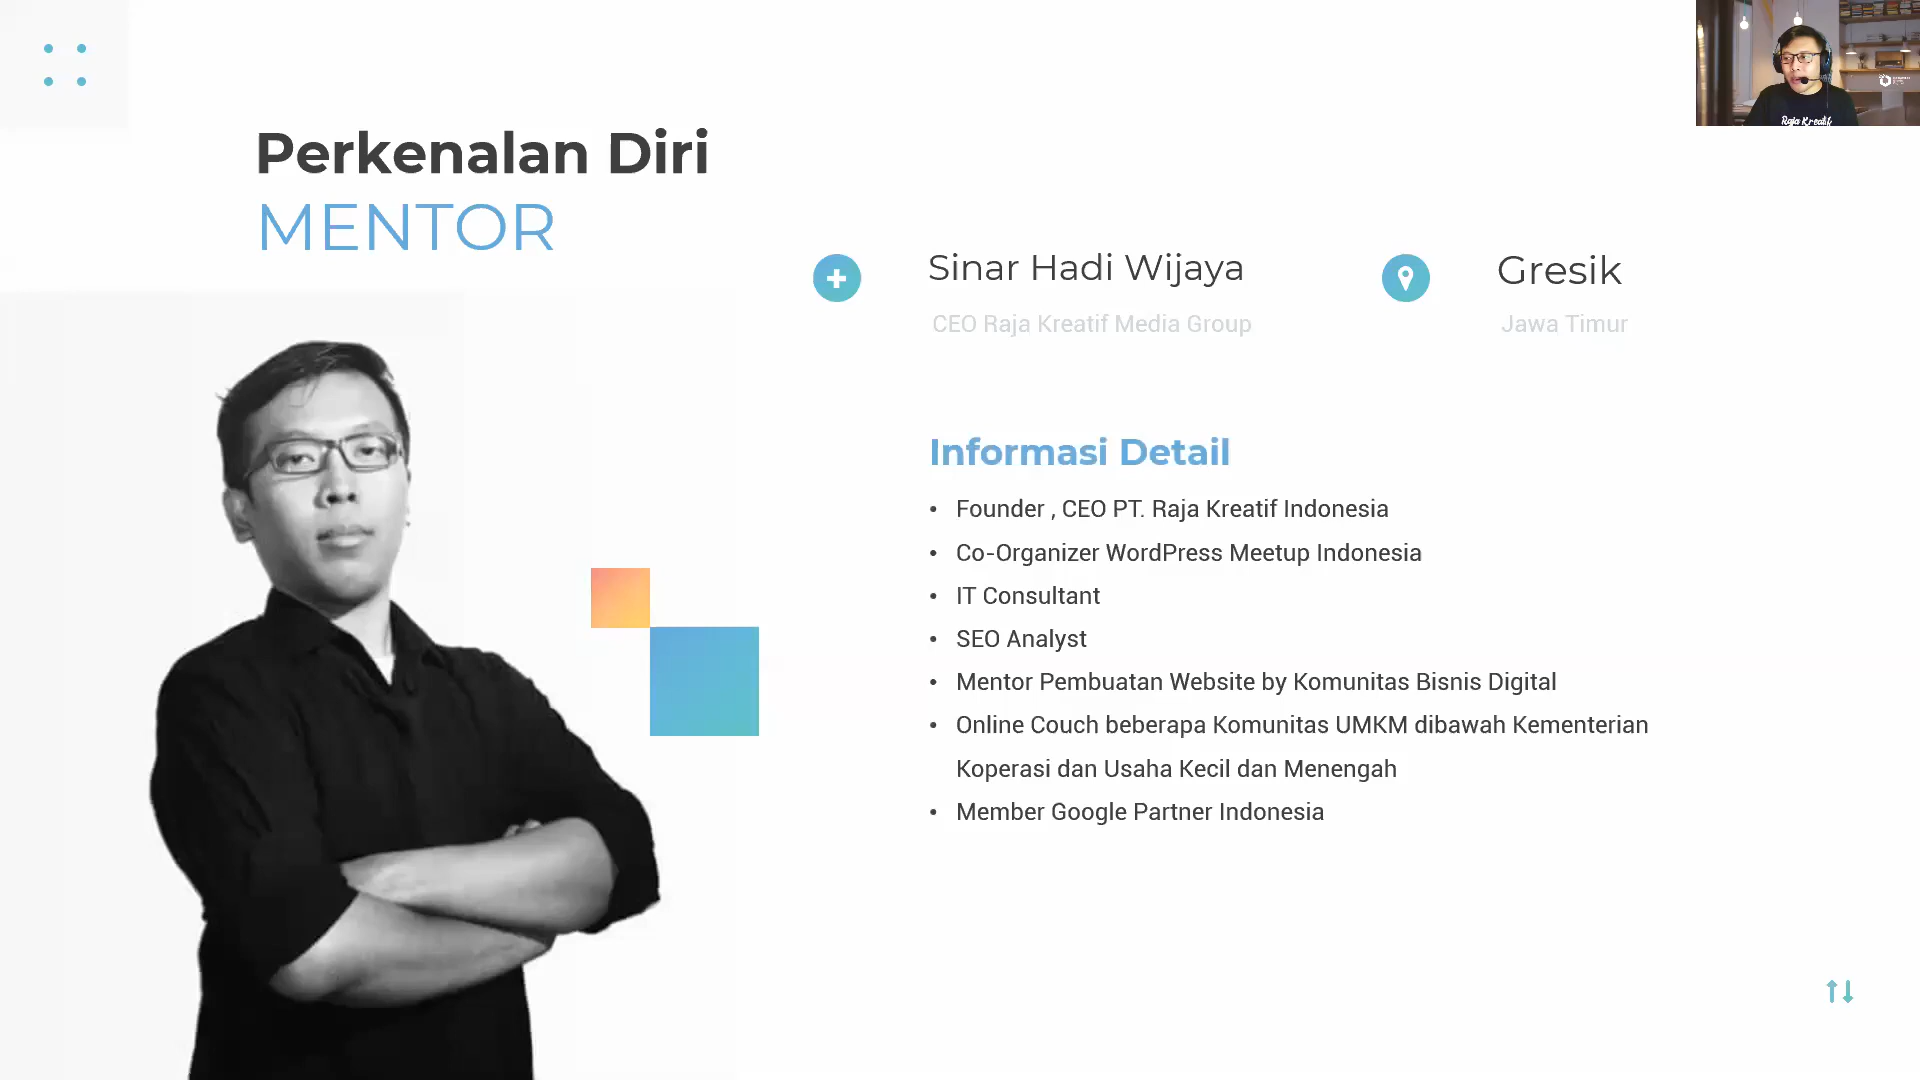 Perkenalan Diri
MENTOR
Sinar Hadi Wijaya
CEO Raja Kreatif Media Group
Gresik
Jawa Timur
Informasi Detail
• Founder , CEO PT. Raja Kreatif Indonesia
• Co-Organizer WordPress Meetup Indonesia
• IT Consultant
• SEO Analyst
• Mentor Pembuatan Website by Komunitas Bisnis Digital
• Online Couch beberapa Komunitas UMKM dibawah Kementerian
Koperasi dan Usaha Kecil dan Menengah
• Member Google Partner Indonesia
Raja Kreatif